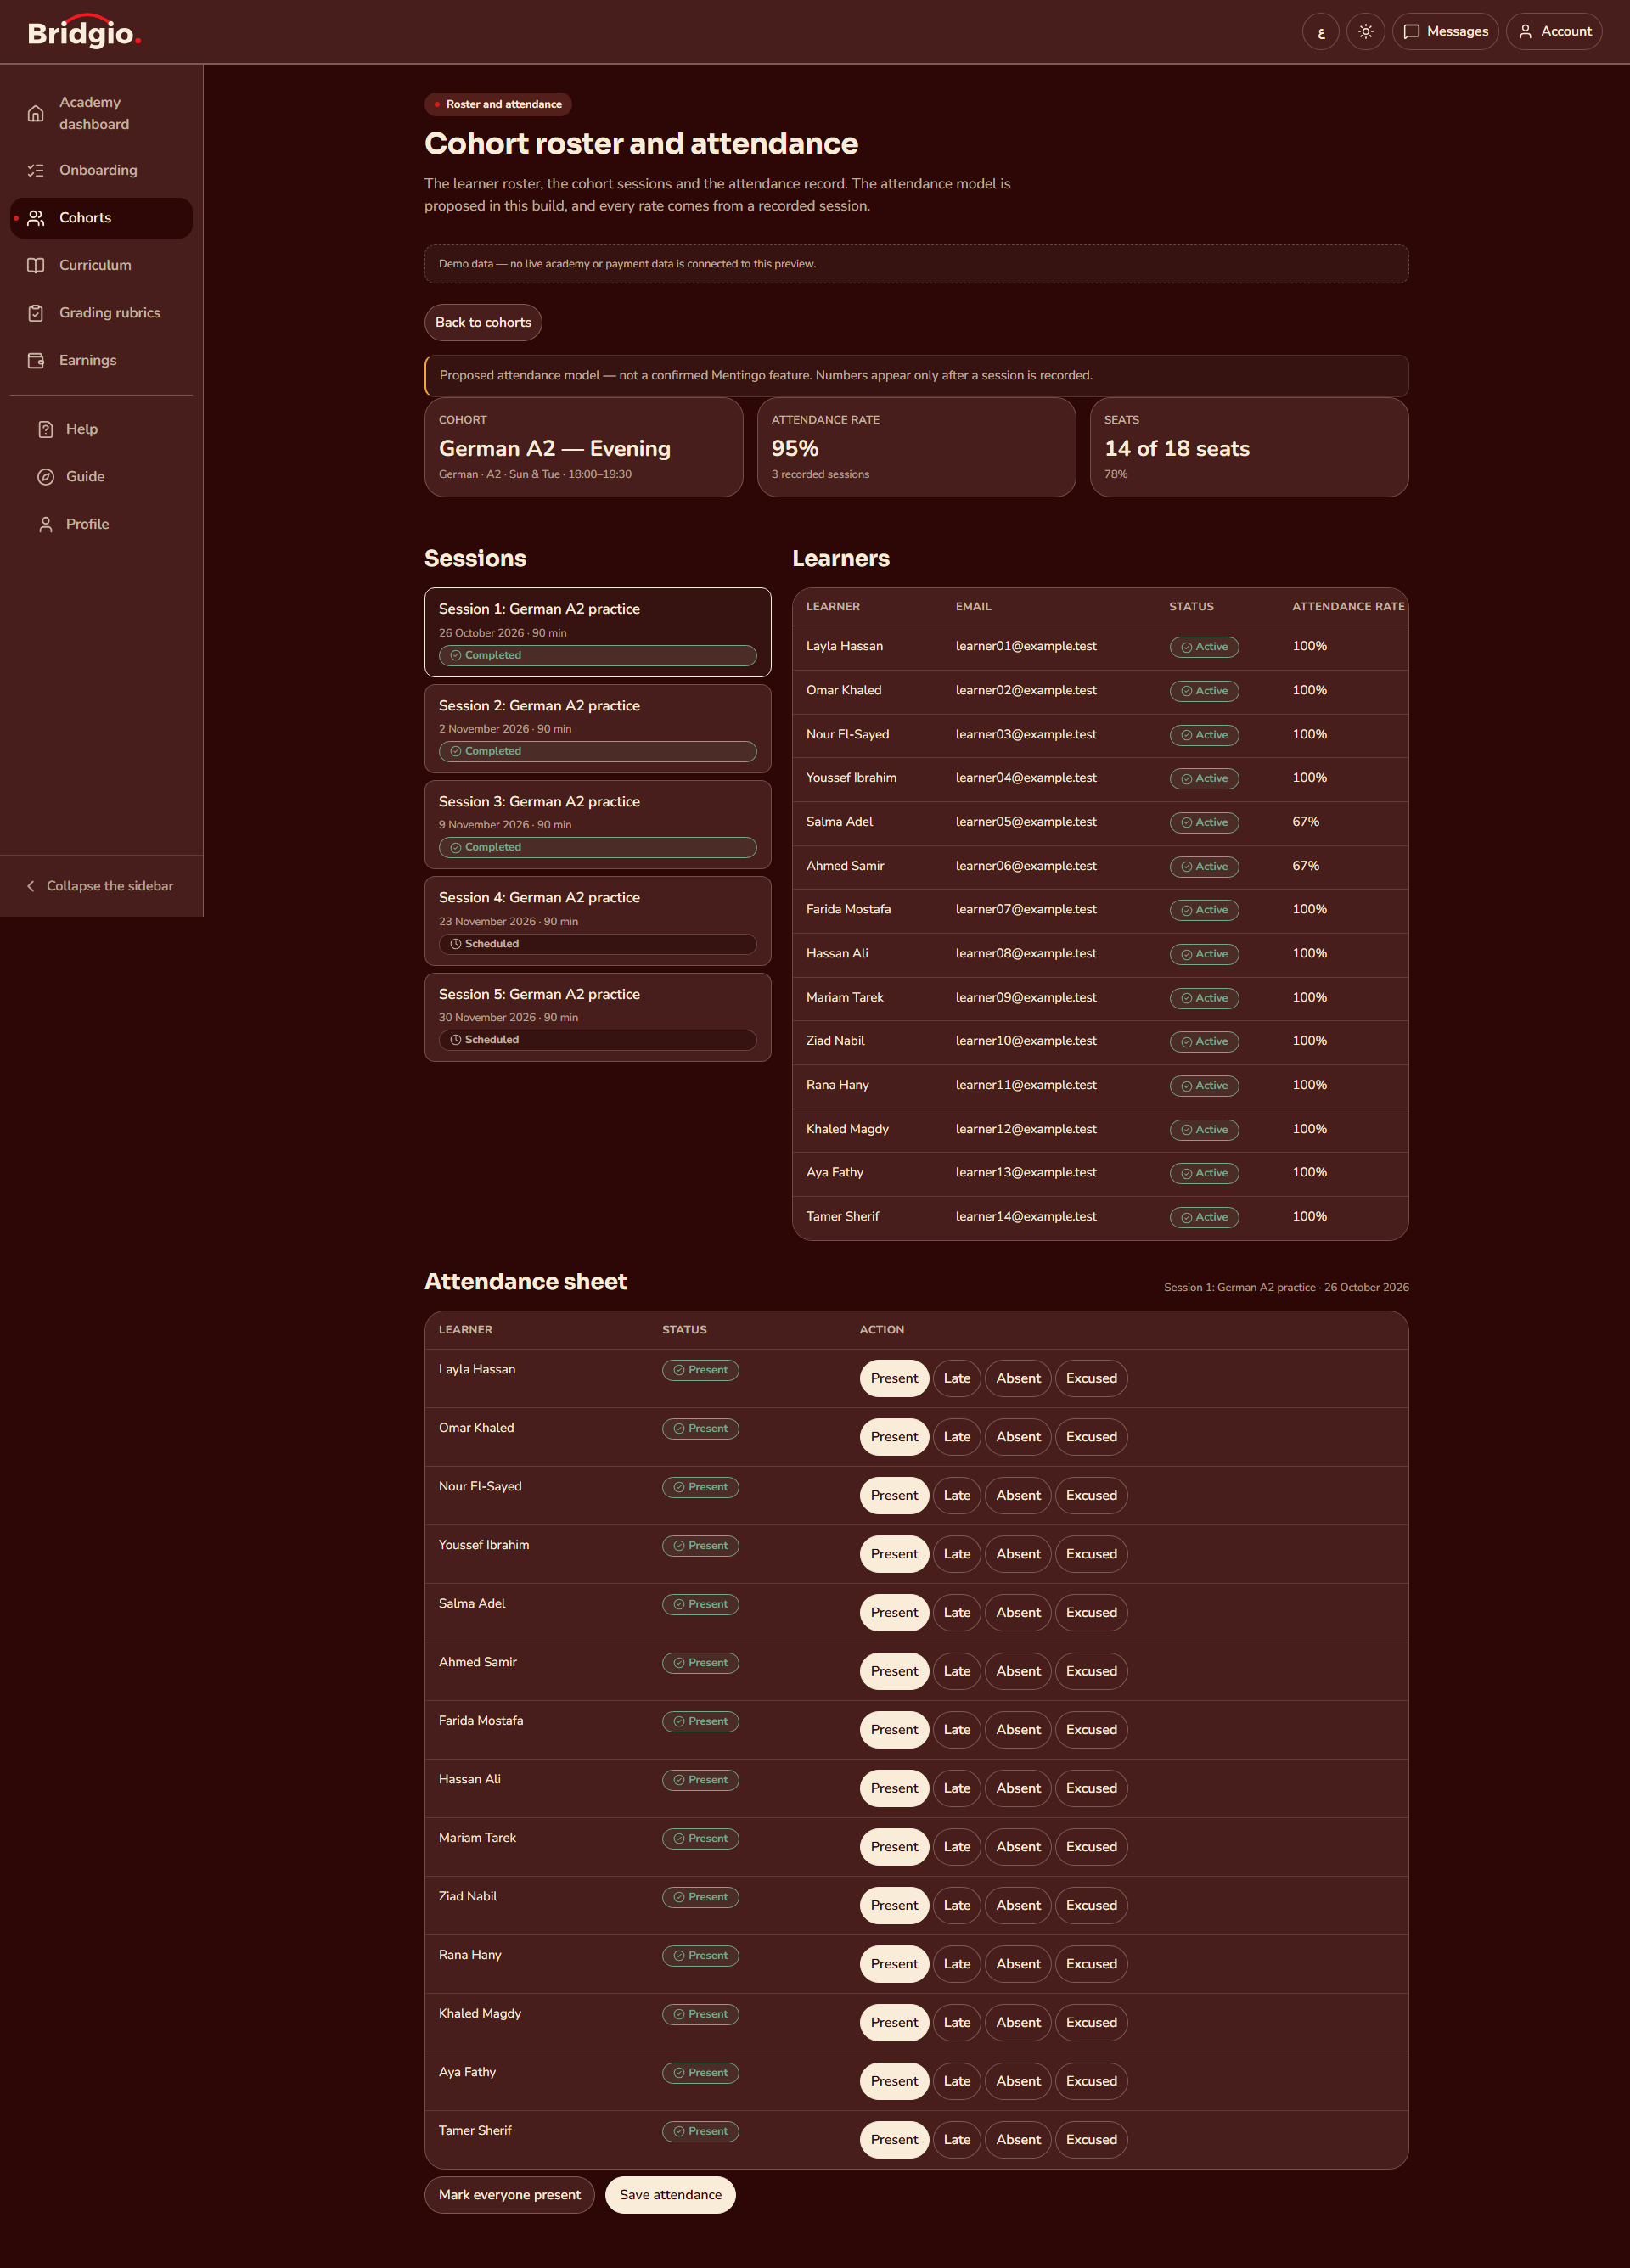 Bridgio.
ع
Messages
Account
Academy
dashboard
Onboarding
Cohorts
Curriculum
Grading rubrics
Earnings
Help
Guide
Profile
Collapse the sidebar
Roster and attendance
Cohort roster and attendance
The learner roster, the cohort sessions and the attendance record. The attendance model is
proposed in this build, and every rate comes from a recorded session.
Demo data — no live academy or payment data is connected to this preview.
Back to cohorts
Proposed attendance model — not a confirmed Mentingo feature. Numbers appear only after a session is recorded.
COHORT
German A2 — Evening
German · A2 · Sun & Tue · 18:00–19:30
ATTENDANCE RATE
95%
3 recorded sessions
SEATS
14 of 18 seats
78%
Sessions
Session 1: German A2 practice
26 October 2026 · 90 min
Completed
Session 2: German A2 practice
2 November 2026 · 90 min
Completed
Session 3: German A2 practice
9 November 2026 · 90 min
Completed
Session 4: German A2 practice
23 November 2026 · 90 min
Scheduled
Session 5: German A2 practice
30 November 2026 · 90 min
Scheduled
Learners
LEARNER EMAIL STATUS ATTENDANCE RATE
Layla Hassan learner01@example.test Active 100%
Omar Khaled learner02@example.test Active 100%
Nour El-Sayed learner03@example.test Active 100%
Youssef Ibrahim learner04@example.test Active 100%
Salma Adel learner05@example.test Active 67%
Ahmed Samir learner06@example.test Active 67%
Farida Mostafa learner07@example.test Active 100%
Hassan Ali learner08@example.test Active 100%
Mariam Tarek learner09@example.test Active 100%
Ziad Nabil learner10@example.test Active 100%
Rana Hany learner11@example.test Active 100%
Khaled Magdy learner12@example.test Active 100%
Aya Fathy learner13@example.test Active 100%
Tamer Sherif learner14@example.test Active 100%
Attendance sheet
Session 1: German A2 practice · 26 October 2026
LEARNER STATUS ACTION
Layla Hassan Present Present Late Absent Excused
Omar Khaled Present Present Late Absent Excused
Nour El-Sayed Present Present Late Absent Excused
Youssef Ibrahim Present Present Late Absent Excused
Salma Adel Present Present Late Absent Excused
Ahmed Samir Present Present Late Absent Excused
Farida Mostafa Present Present Late Absent Excused
Hassan Ali Present Present Late Absent Excused
Mariam Tarek Present Present Late Absent Excused
Ziad Nabil Present Present Late Absent Excused
Rana Hany Present Present Late Absent Excused
Khaled Magdy Present Present Late Absent Excused
Aya Fathy Present Present Late Absent Excused
Tamer Sherif Present Present Late Absent Excused
Mark everyone present
Save attendance